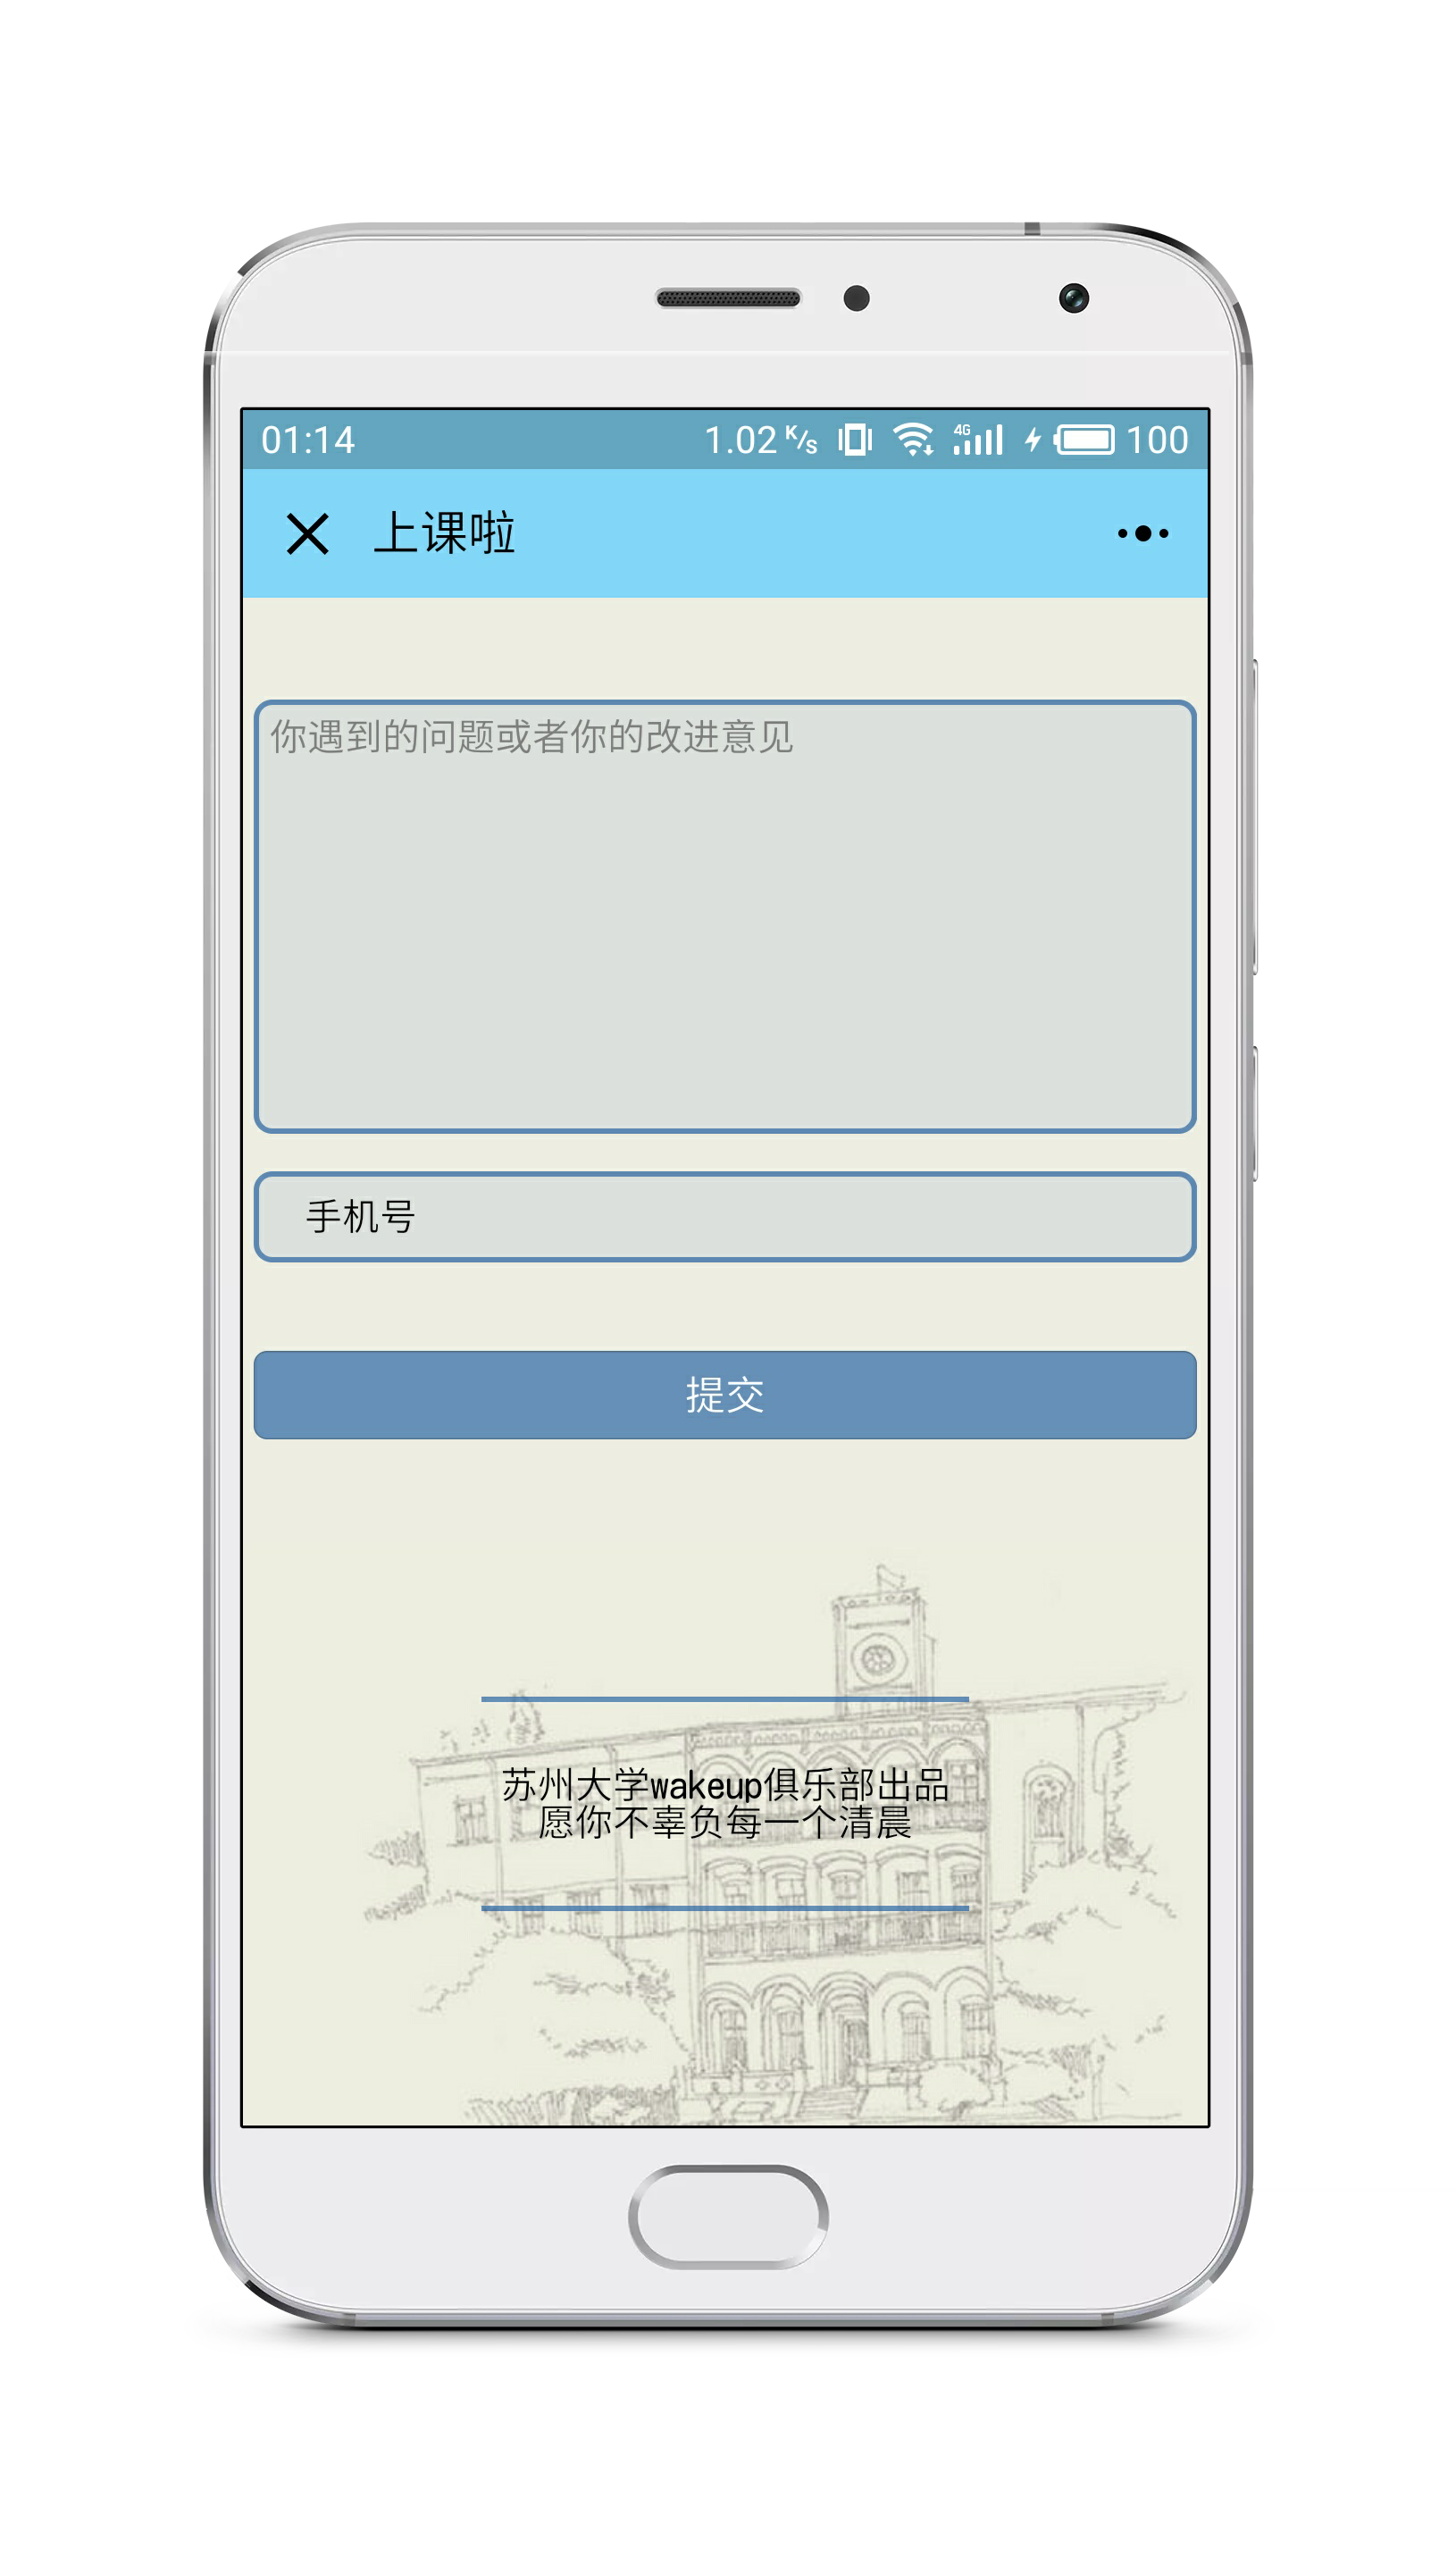 01:14 1.02 K/s 4G 100
上课啦
你遇到的问题或者你的改进意见
手机号
提交
苏州大学wakeup俱乐部出品
愿你不辜负每一个清晨